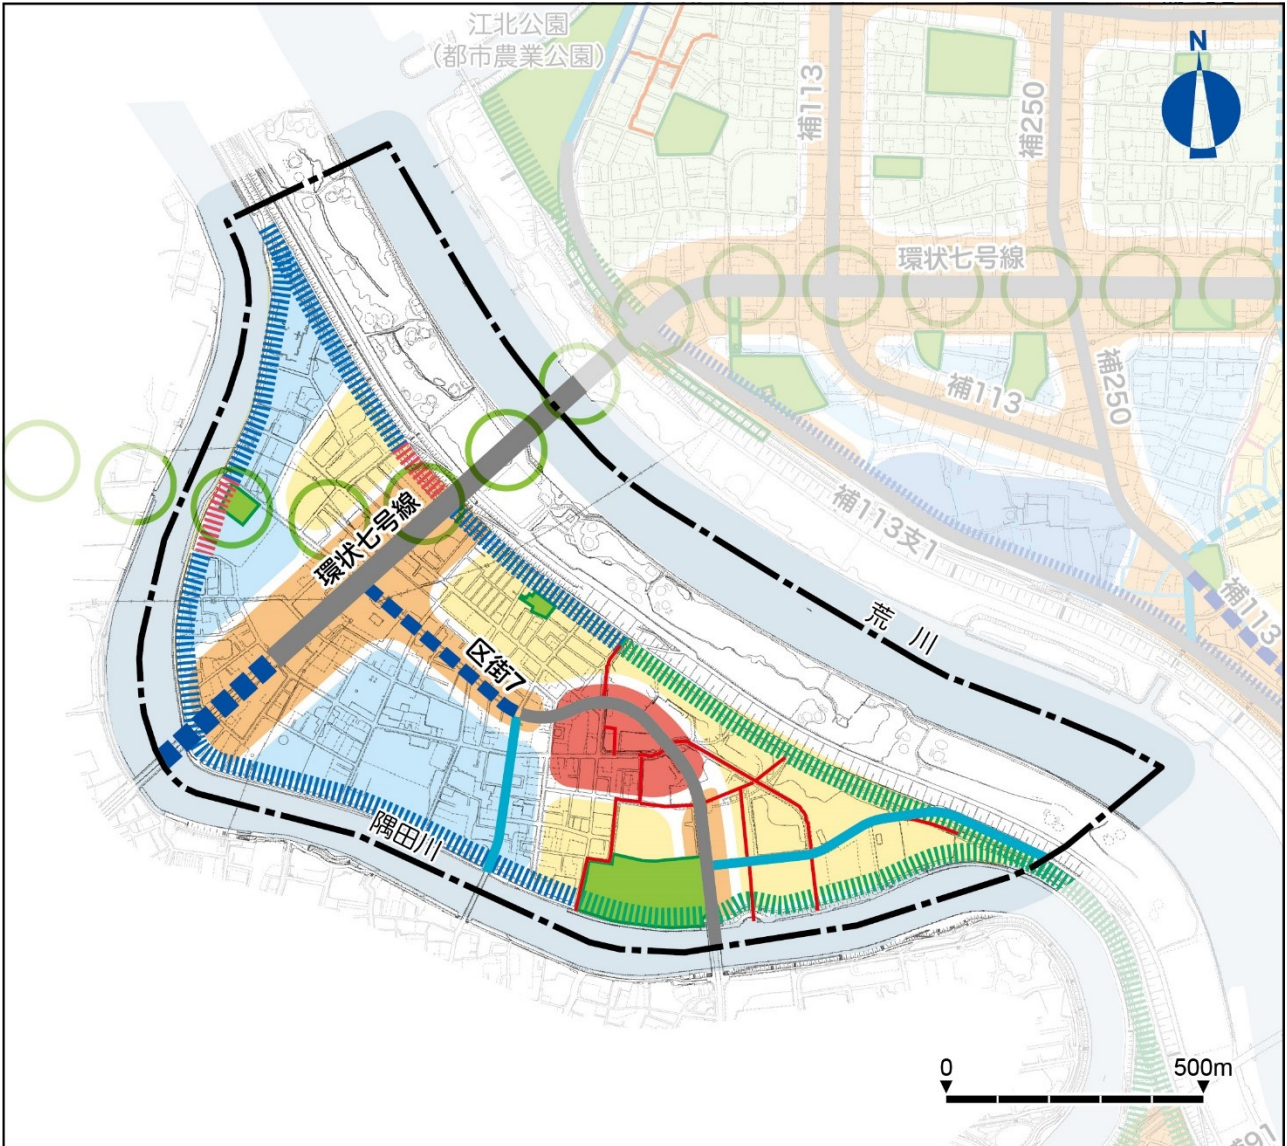 江北公園
(都市農業公園)
N
補113
補250
環状七号線
補113
補250
環状七号線
補113支1
補113
荒 川
区街7
隅田川
0
500m